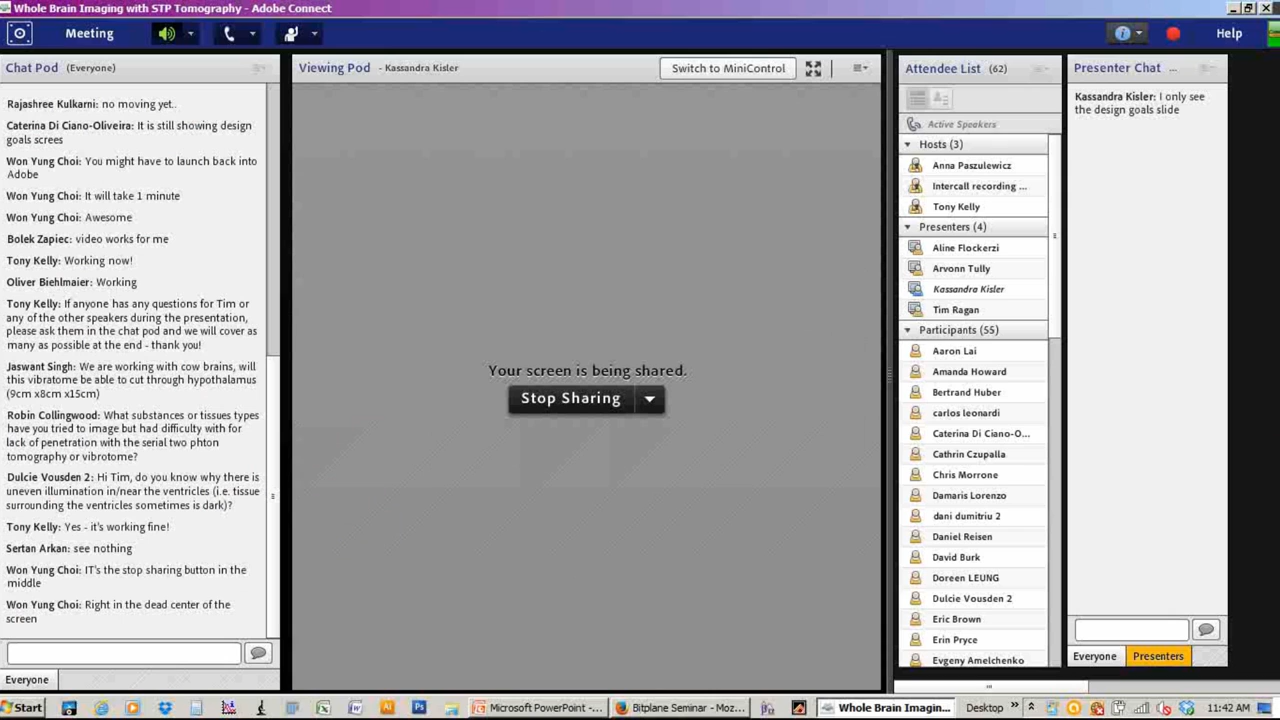 Whole Brain Imaging with STP Tomography - Adobe Connect
Meeting
Help
Chat Pod (Everyone)
Rajashree Kulkarni: no moving yet..
Caterina Di Ciano-Oliveira: It is still showing design
goals screes
Won Yung Choi: You might have to launch back into
Adobe
Won Yung Choi: It will take 1 minute
Won Yung Choi: Awesome
Bolek Zapiec: video works for me
Tony Kelly: Working now!
Oliver Biehlmaier: Working
Tony Kelly: If anyone has any questions for Tim or
any of the other speakers during the presentation,
please ask them in the chat pod and we will cover as
many as possible at the end - thank you!
Jaswant Singh: We are working with cow brains, will
this vibratome be able to cut through hypothalamus
(9cm x8cm x15cm)
Robin Collingwood: What substances or tissues types
have you tried to image but had difficulty with for
lack of penetration with the serial two phton
tomography or vibrotome?
Dulcie Vousden 2: Hi Tim, do you know why there is
uneven illumination in/near the ventricles (i.e. tissue
surrounding the ventricles sometimes is dark)?
Tony Kelly: Yes - it's working fine!
Sertan Arkan: see nothing
Won Yung Choi: IT's the stop sharing button in the
middle
Won Yung Choi: Right in the dead center of the
screen
Everyone
Viewing Pod - Kassandra Kisler
Switch to MiniControl
Your screen is being shared.
Stop Sharing
Attendee List (62)
Active Speakers
Hosts (3)
Anna Paszulewicz
Intercall recording ...
Tony Kelly
Presenters (4)
Aline Flockerzi
Arvonn Tully
Kassandra Kisler
Tim Ragan
Participants (55)
Aaron Lai
Amanda Howard
Bertrand Huber
carlos leonardi
Caterina Di Ciano-O...
Cathrin Czupalla
Chris Morrone
Damaris Lorenzo
dani dumitriu 2
Daniel Reisen
David Burk
Doreen LEUNG
Dulcie Vousden 2
Eric Brown
Erin Pryce
Evgeny Amelchenko
Presenter Chat ...
Kassandra Kisler: I only see
the design goals slide
Everyone
Presenters
Start
Microsoft PowerPoint -...
Bitplane Seminar - Moz...
Whole Brain Imagin...
Desktop
11:42 AM